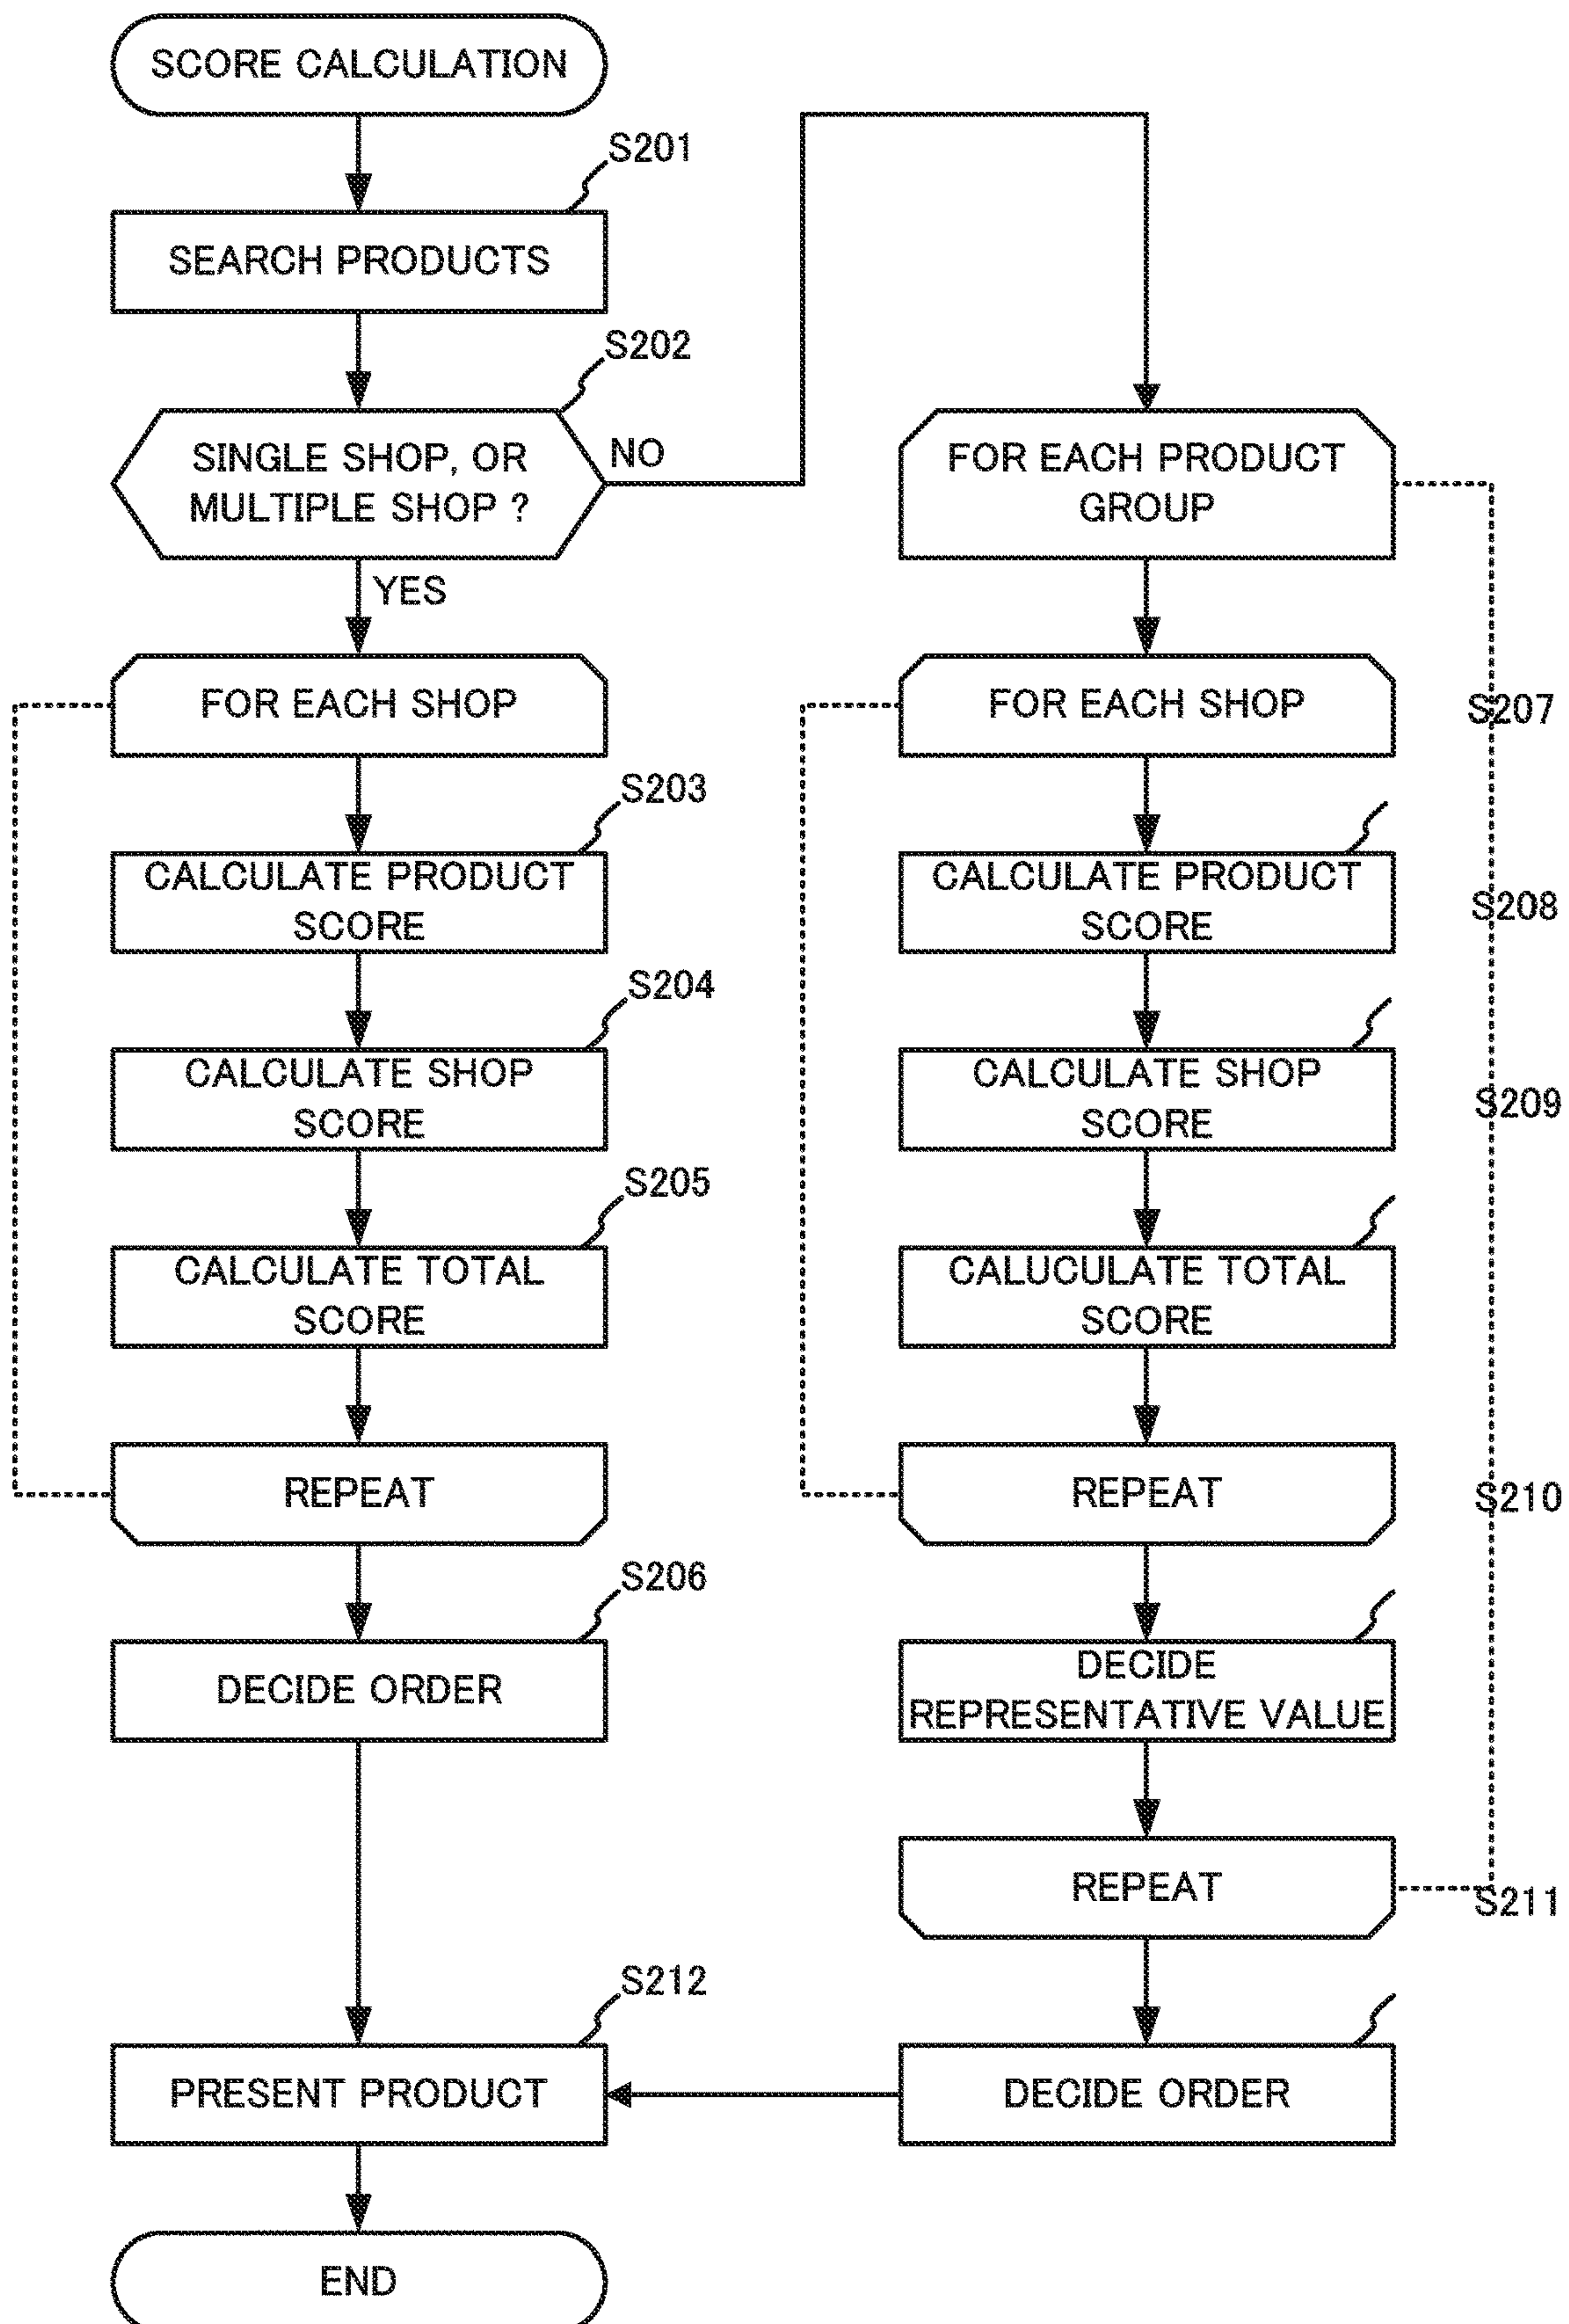 SCORE CALCULATION
S201
SEARCH PRODUCTS
S202
SINGLE SHOP, OR
MULTIPLE SHOP ?
NO
YES
FOR EACH SHOP
S203
CALCULATE PRODUCT
SCORE
S204
CALCULATE SHOP
SCORE
S205
CALCULATE TOTAL
SCORE
REPEAT
S206
DECIDE ORDER
S212
PRESENT PRODUCT
END
FOR EACH PRODUCT
GROUP
FOR EACH SHOP
S207
CALCULATE PRODUCT
SCORE
S208
CALCULATE SHOP
SCORE
S209
CALUCULATE TOTAL
SCORE
REPEAT
S210
DECIDE
REPRESENTATIVE VALUE
REPEAT
S211
DECIDE ORDER